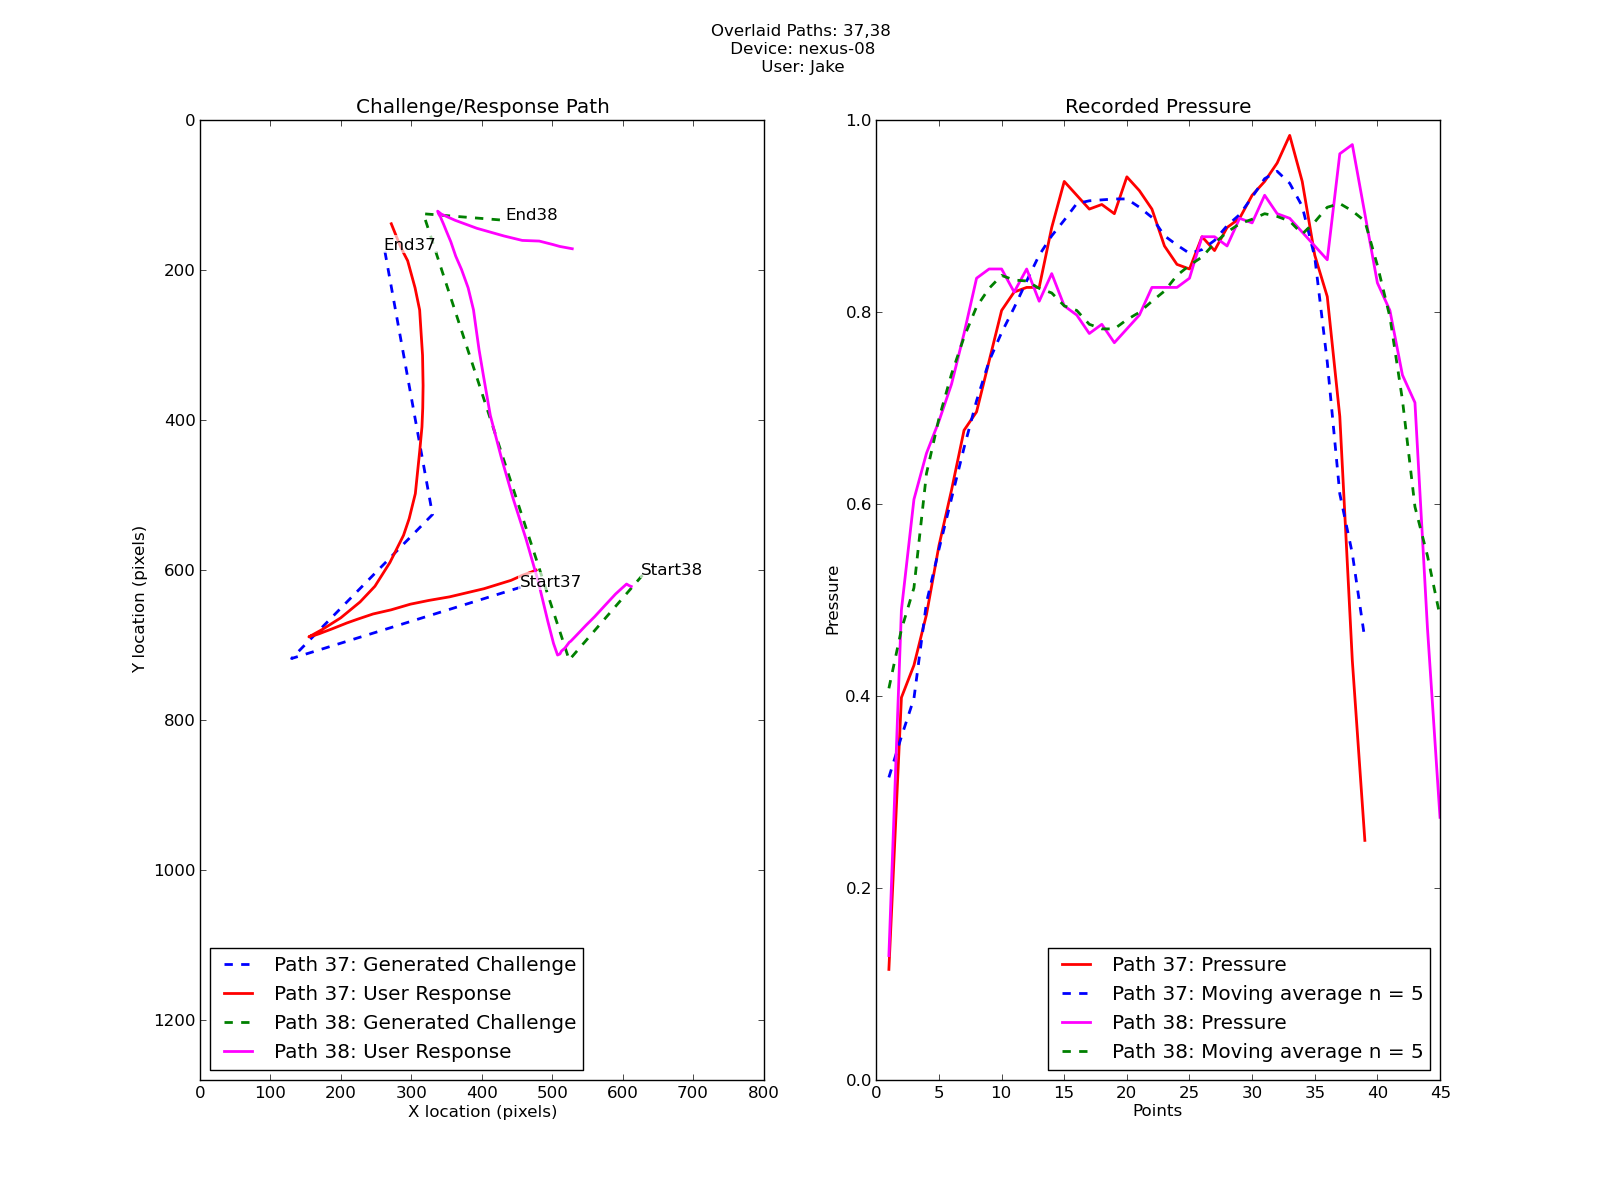 Overlaid Paths: 37,38
Device: nexus-08
User: Jake
Challenge/Response Path
0
200
400
600
800
1000
1200
Y location (pixels)
End38
End37
Start37
Start38
Path 37: Generated Challenge
Path 37: User Response
Path 38: Generated Challenge
Path 38: User Response
0 100 200 300 400 500 600 700 800
X location (pixels)
Recorded Pressure
1.0
0.8
0.6
0.4
0.2
0.0
Pressure
Path 37: Pressure
Path 37: Moving average n = 5
Path 38: Pressure
Path 38: Moving average n = 5
0 5 10 15 20 25 30 35 40 45
Points